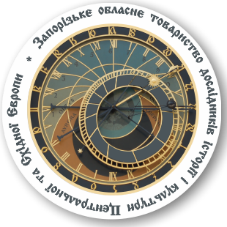 * Запорізьке обласне товариство дослідників історії і культури Центральної та Східної Європи